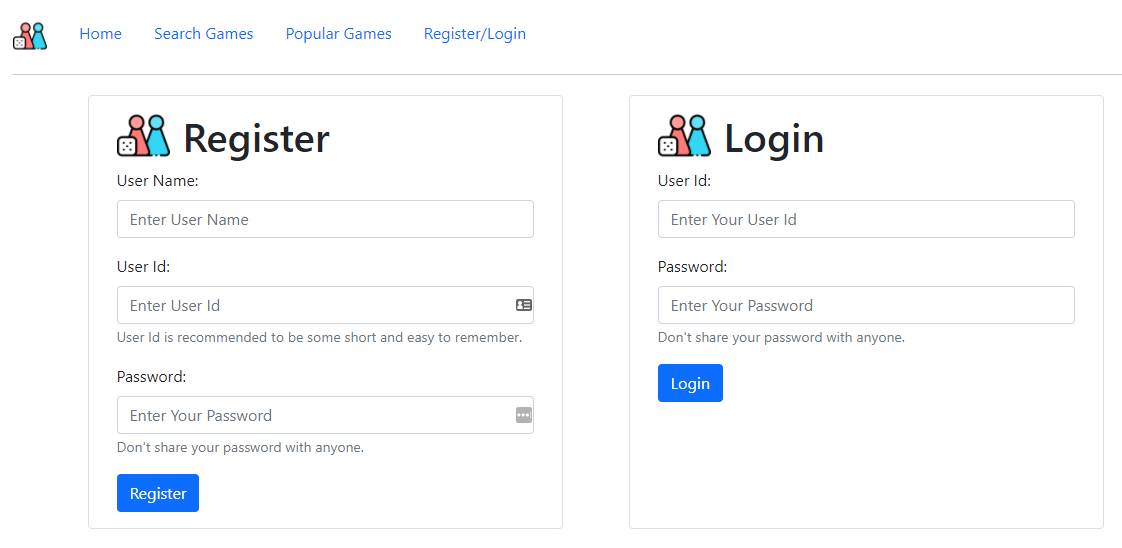 Home Search Games Popular Games Register/Login
Register
User Name:
Enter User Name
User Id:
Enter User Id
User Id is recommended to be some short and easy to remember.
Password:
Enter Your Password
Don't share your password with anyone.
Register
Login
User Id:
Enter Your User Id
Password:
Enter Your Password
Don't share your password with anyone.
Login